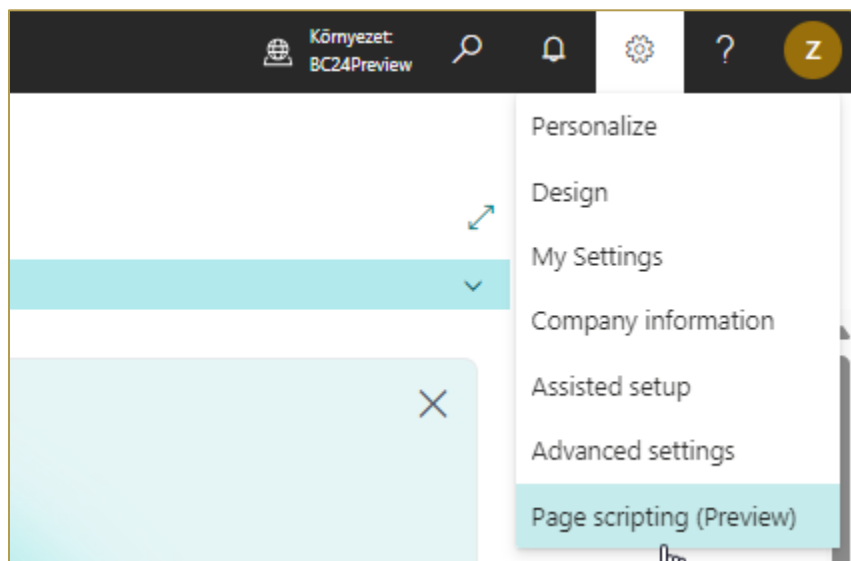 Környezet:
BC24Preview
?
Z
Personalize
Design
My Settings
Company information
Assisted setup
Advanced settings
Page scripting (Preview)